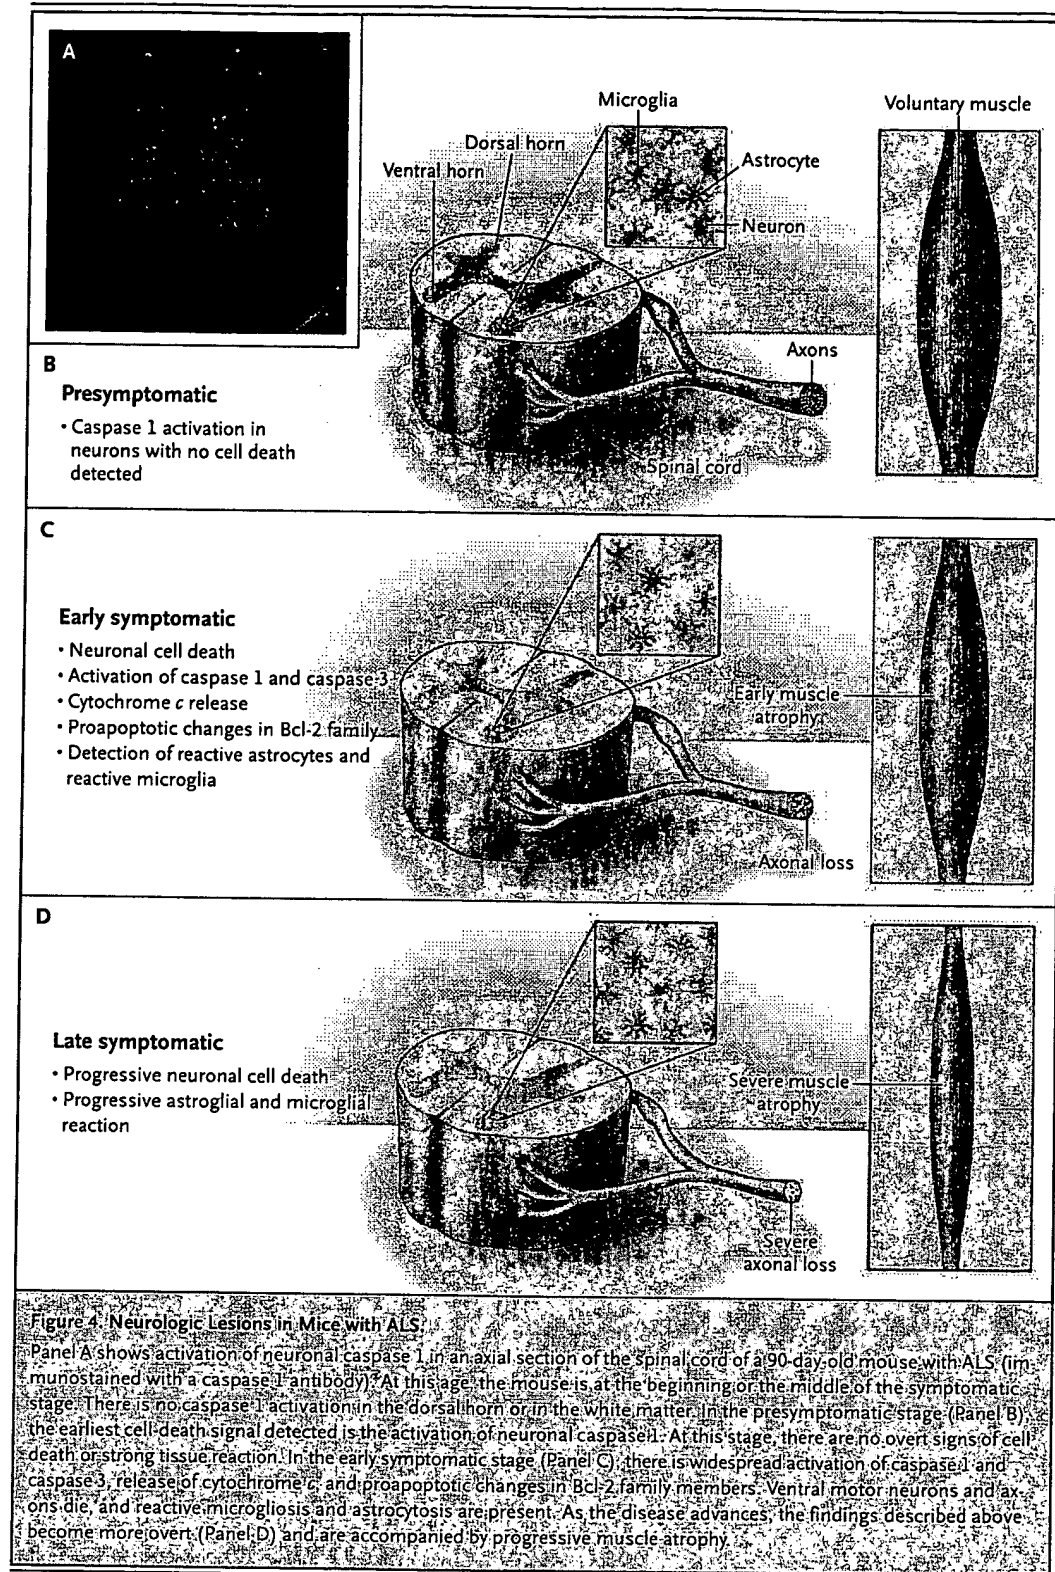 A
Microglia
Voluntary muscle
Dorsal horn
Ventral horn
Astrocyte
Neuron
Axons
Spinal cord
B
Presymptomatic
• Caspase 1 activation in
neurons with no cell death
detected
C
Early symptomatic
• Neuronal cell death
• Activation of caspase 1 and caspase 3
• Cytochrome c release
• Proapoptotic changes in Bcl-2 family
• Detection of reactive astrocytes and
reactive microglia
Early muscle
atrophy
Axonal loss
D
Late symptomatic
• Progressive neuronal cell death
• Progressive astroglial and microglial
reaction
Severe muscle
atrophy
Severe
axonal loss
Figure 4. Neurologic Lesions in Mice with ALS.
Panel A shows activation of neuronal caspase 1 in an axial section of the spinal cord of a 90-day-old mouse with ALS (im-
munostained with a caspase 1 antibody). At this age the mouse is at the beginning or the middle of the symptomatic
stage. There is no caspase 1 activation in the dorsal horn or in the white matter. In the presymptomatic stage (Panel B),
the earliest cell-death signal detected is the activation of neuronal caspase 1. At this stage, there are no overt signs of cell
death or strong tissue reaction. In the early symptomatic stage (Panel C), there is widespread activation of caspase 1 and
caspase 3, release of cytochrome c, and proapoptotic changes in Bcl-2 family members. Ventral motor neurons and ax-
ons die, and reactive microgliosis and astrocytosis are present. As the disease advances, the findings described above
become more overt (Panel D) and are accompanied by progressive muscle atrophy.